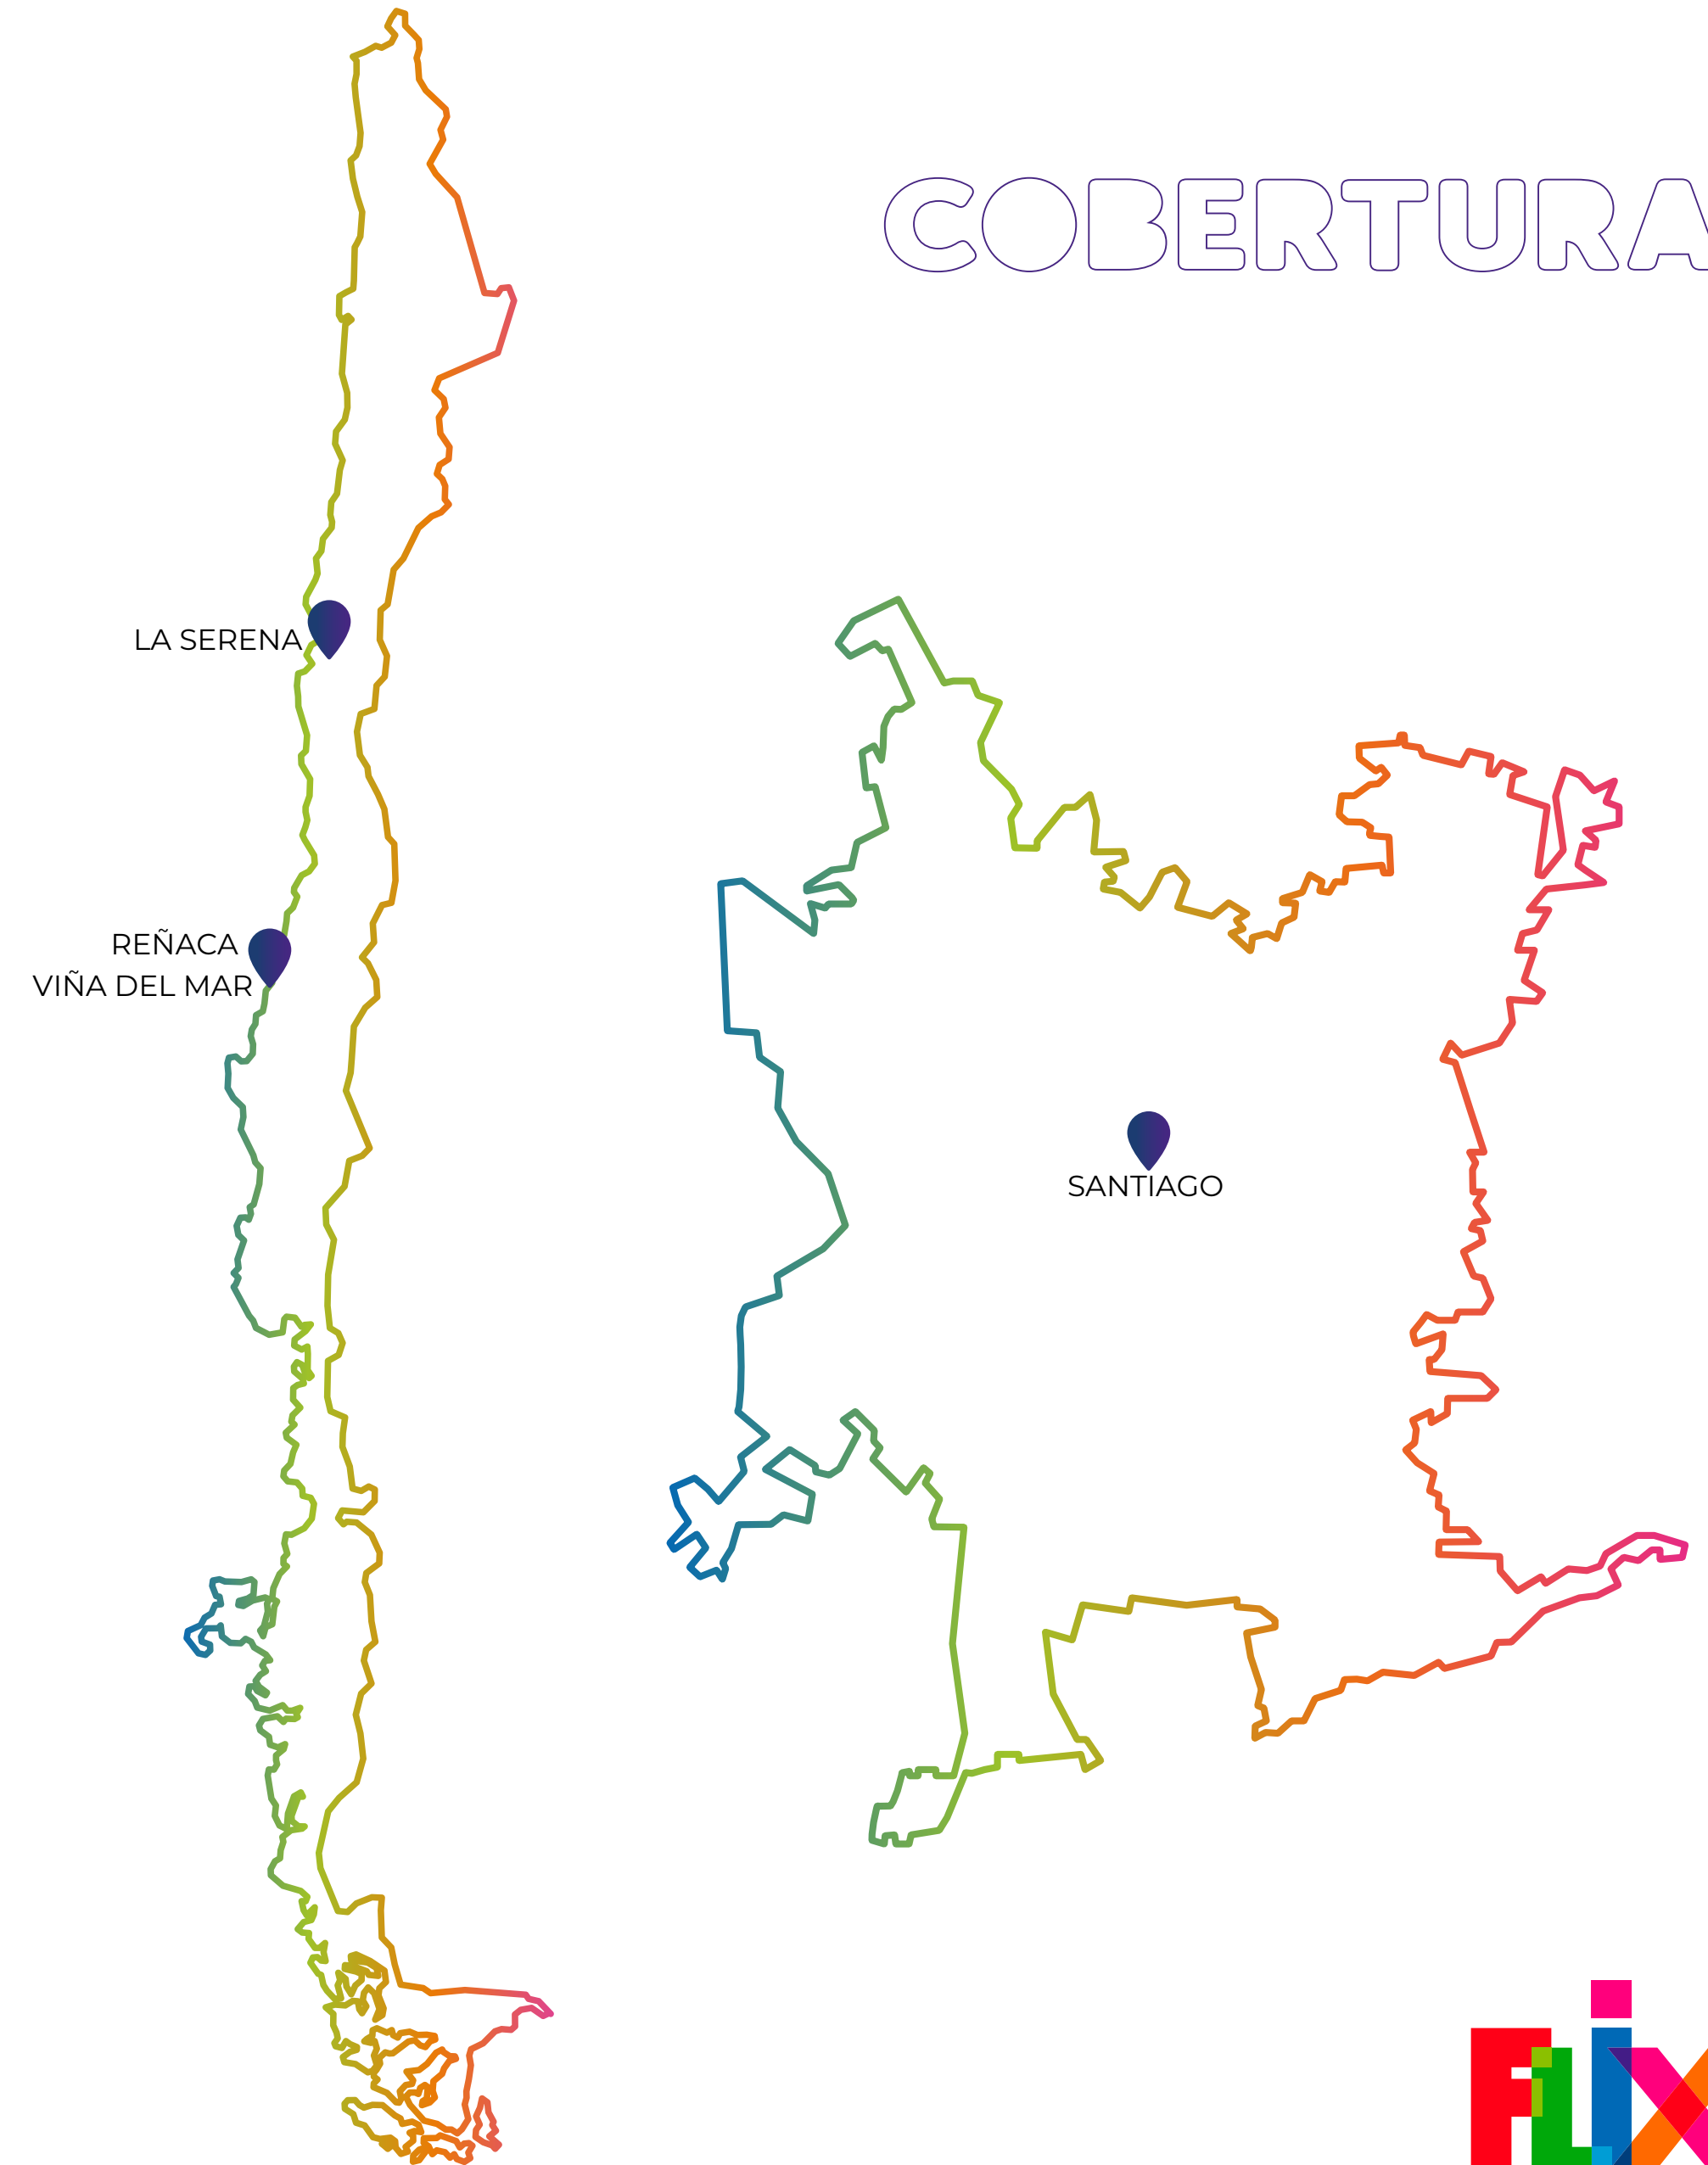 COBERTURA
LA SERENA
REÑACA
VIÑA DEL MAR
SANTIAGO
FLiX